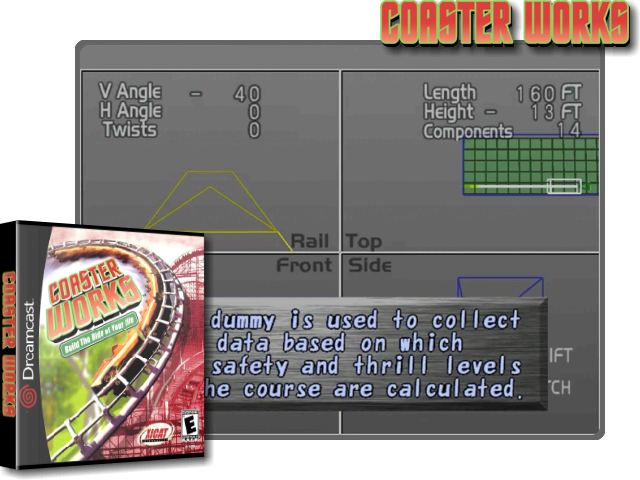 COASTER WORKS
V Angle - 40
H Angle 0
Twists 0
Length 160 FT
Height - 13 FT
Components 14
Rail Top
Front Side
dummy is used to collect
data based on which
safety and thrill levels
he course are calculated.
IFT
TCH
COASTER WORKS
Dreamcast
COASTER
WORKS
Build The Ride of Your Life
XICAT
E